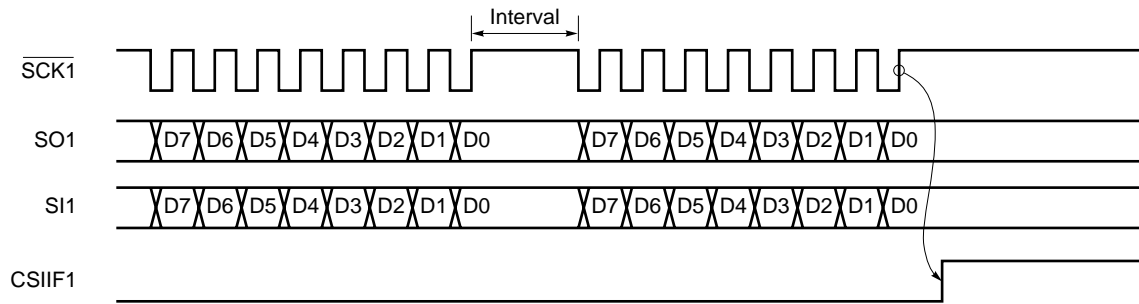 Interval
SCK1
SO1 D7 D6 D5 D4 D3 D2 D1 D0 D7 D6 D5 D4 D3 D2 D1 D0
SI1 D7 D6 D5 D4 D3 D2 D1 D0 D7 D6 D5 D4 D3 D2 D1 D0
CSIIF1